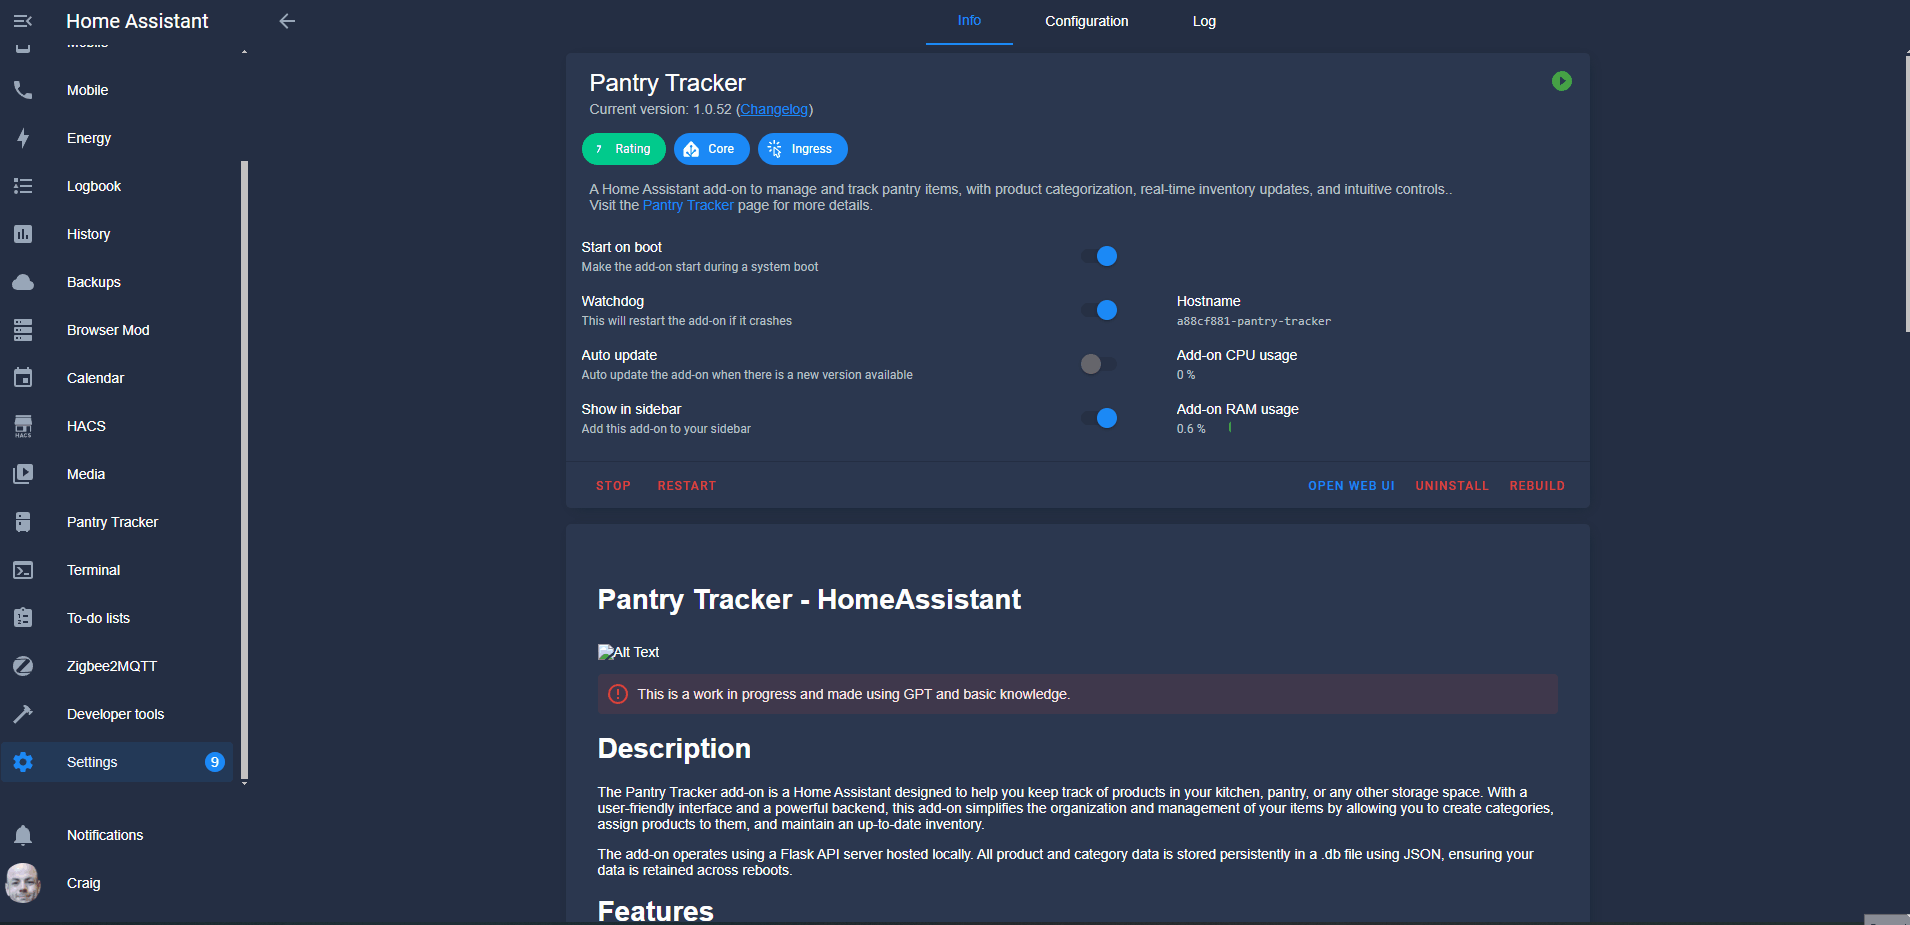 Home Assistant
Info
Configuration
Log
Mobile
Mobile
Energy
Logbook
History
Backups
Browser Mod
Calendar
HACS
HACS
Media
Pantry Tracker
Terminal
To-do lists
Zigbee2MQTT
Developer tools
Settings
9
Notifications
Craig
Pantry Tracker
Current version: 1.0.52 (Changelog)
7 Rating
Core
Ingress
A Home Assistant add-on to manage and track pantry items, with product categorization, real-time inventory updates, and intuitive controls..
Visit the Pantry Tracker page for more details.
Start on boot
Make the add-on start during a system boot
Watchdog
This will restart the add-on if it crashes
Hostname
a88cf881-pantry-tracker
Auto update
Auto update the add-on when there is a new version available
Add-on CPU usage
0 %
Show in sidebar
Add this add-on to your sidebar
Add-on RAM usage
0.6 %
STOP
RESTART
OPEN WEB UI
UNINSTALL
REBUILD
Pantry Tracker - HomeAssistant
Alt Text
This is a work in progress and made using GPT and basic knowledge.
Description
The Pantry Tracker add-on is a Home Assistant designed to help you keep track of products in your kitchen, pantry, or any other storage space. With a
user-friendly interface and a powerful backend, this add-on simplifies the organization and management of your items by allowing you to create categories,
assign products to them, and maintain an up-to-date inventory.
The add-on operates using a Flask API server hosted locally. All product and category data is stored persistently in a .db file using JSON, ensuring your
data is retained across reboots.
Features